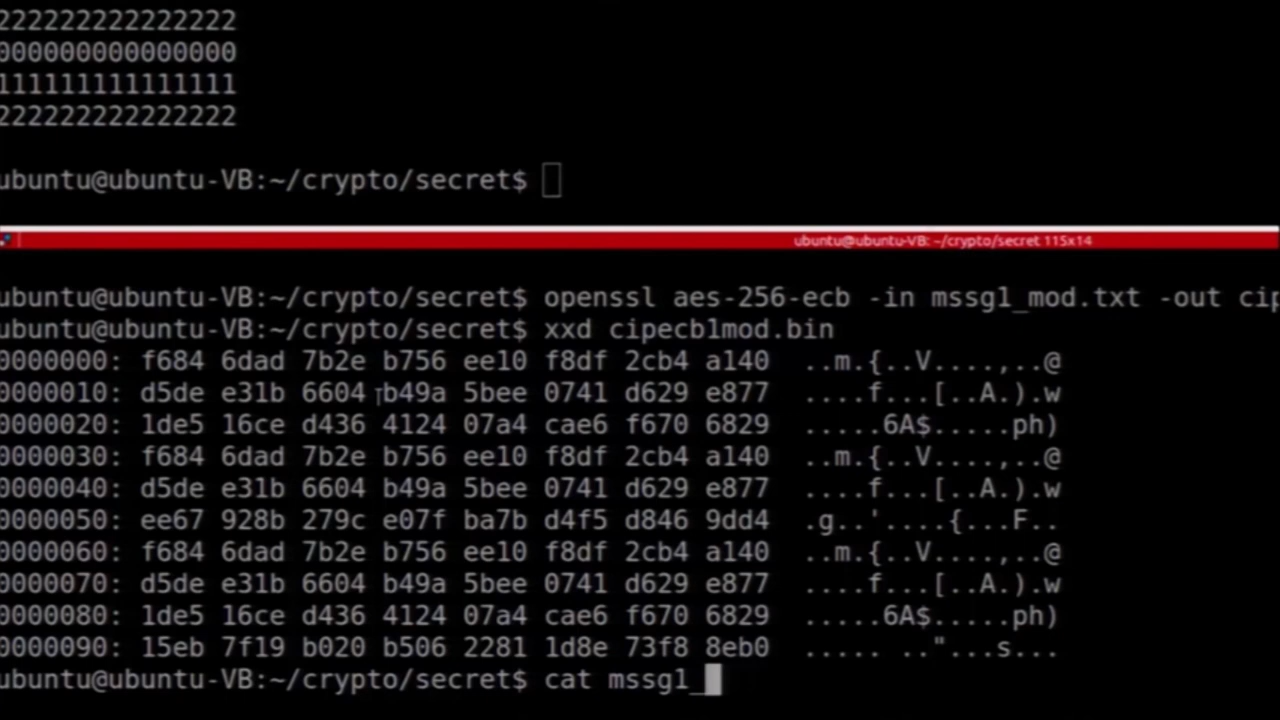 222222222222222
000000000000000
111111111111111
222222222222222
ubuntu@ubuntu-VB:~/crypto/secret$
ubuntu@ubuntu-VB: ~/crypto/secret 115x14
ubuntu@ubuntu-VB:~/crypto/secret$ openssl aes-256-ecb -in mssg1_mod.txt -out cip
ubuntu@ubuntu-VB:~/crypto/secret$ xxd cipecb1mod.bin
0000000: f684 6dad 7b2e b756 ee10 f8df 2cb4 a140  ..m.{..V....,..@
0000010: d5de e31b 6604 b49a 5bee 0741 d629 e877  ....f...[..A.).w
0000020: 1de5 16ce d436 4124 07a4 cae6 f670 6829  .....6A$.....ph)
0000030: f684 6dad 7b2e b756 ee10 f8df 2cb4 a140  ..m.{..V....,..@
0000040: d5de e31b 6604 b49a 5bee 0741 d629 e877  ....f...[..A.).w
0000050: ee67 928b 279c e07f ba7b d4f5 d846 9dd4  .g..'....{...F..
0000060: f684 6dad 7b2e b756 ee10 f8df 2cb4 a140  ..m.{..V....,..@
0000070: d5de e31b 6604 b49a 5bee 0741 d629 e877  ....f...[..A.).w
0000080: 1de5 16ce d436 4124 07a4 cae6 f670 6829  .....6A$.....ph)
0000090: 15eb 7f19 b020 b506 2281 1d8e 73f8 8eb0  ..... .."...s...
ubuntu@ubuntu-VB:~/crypto/secret$ cat mssg1_